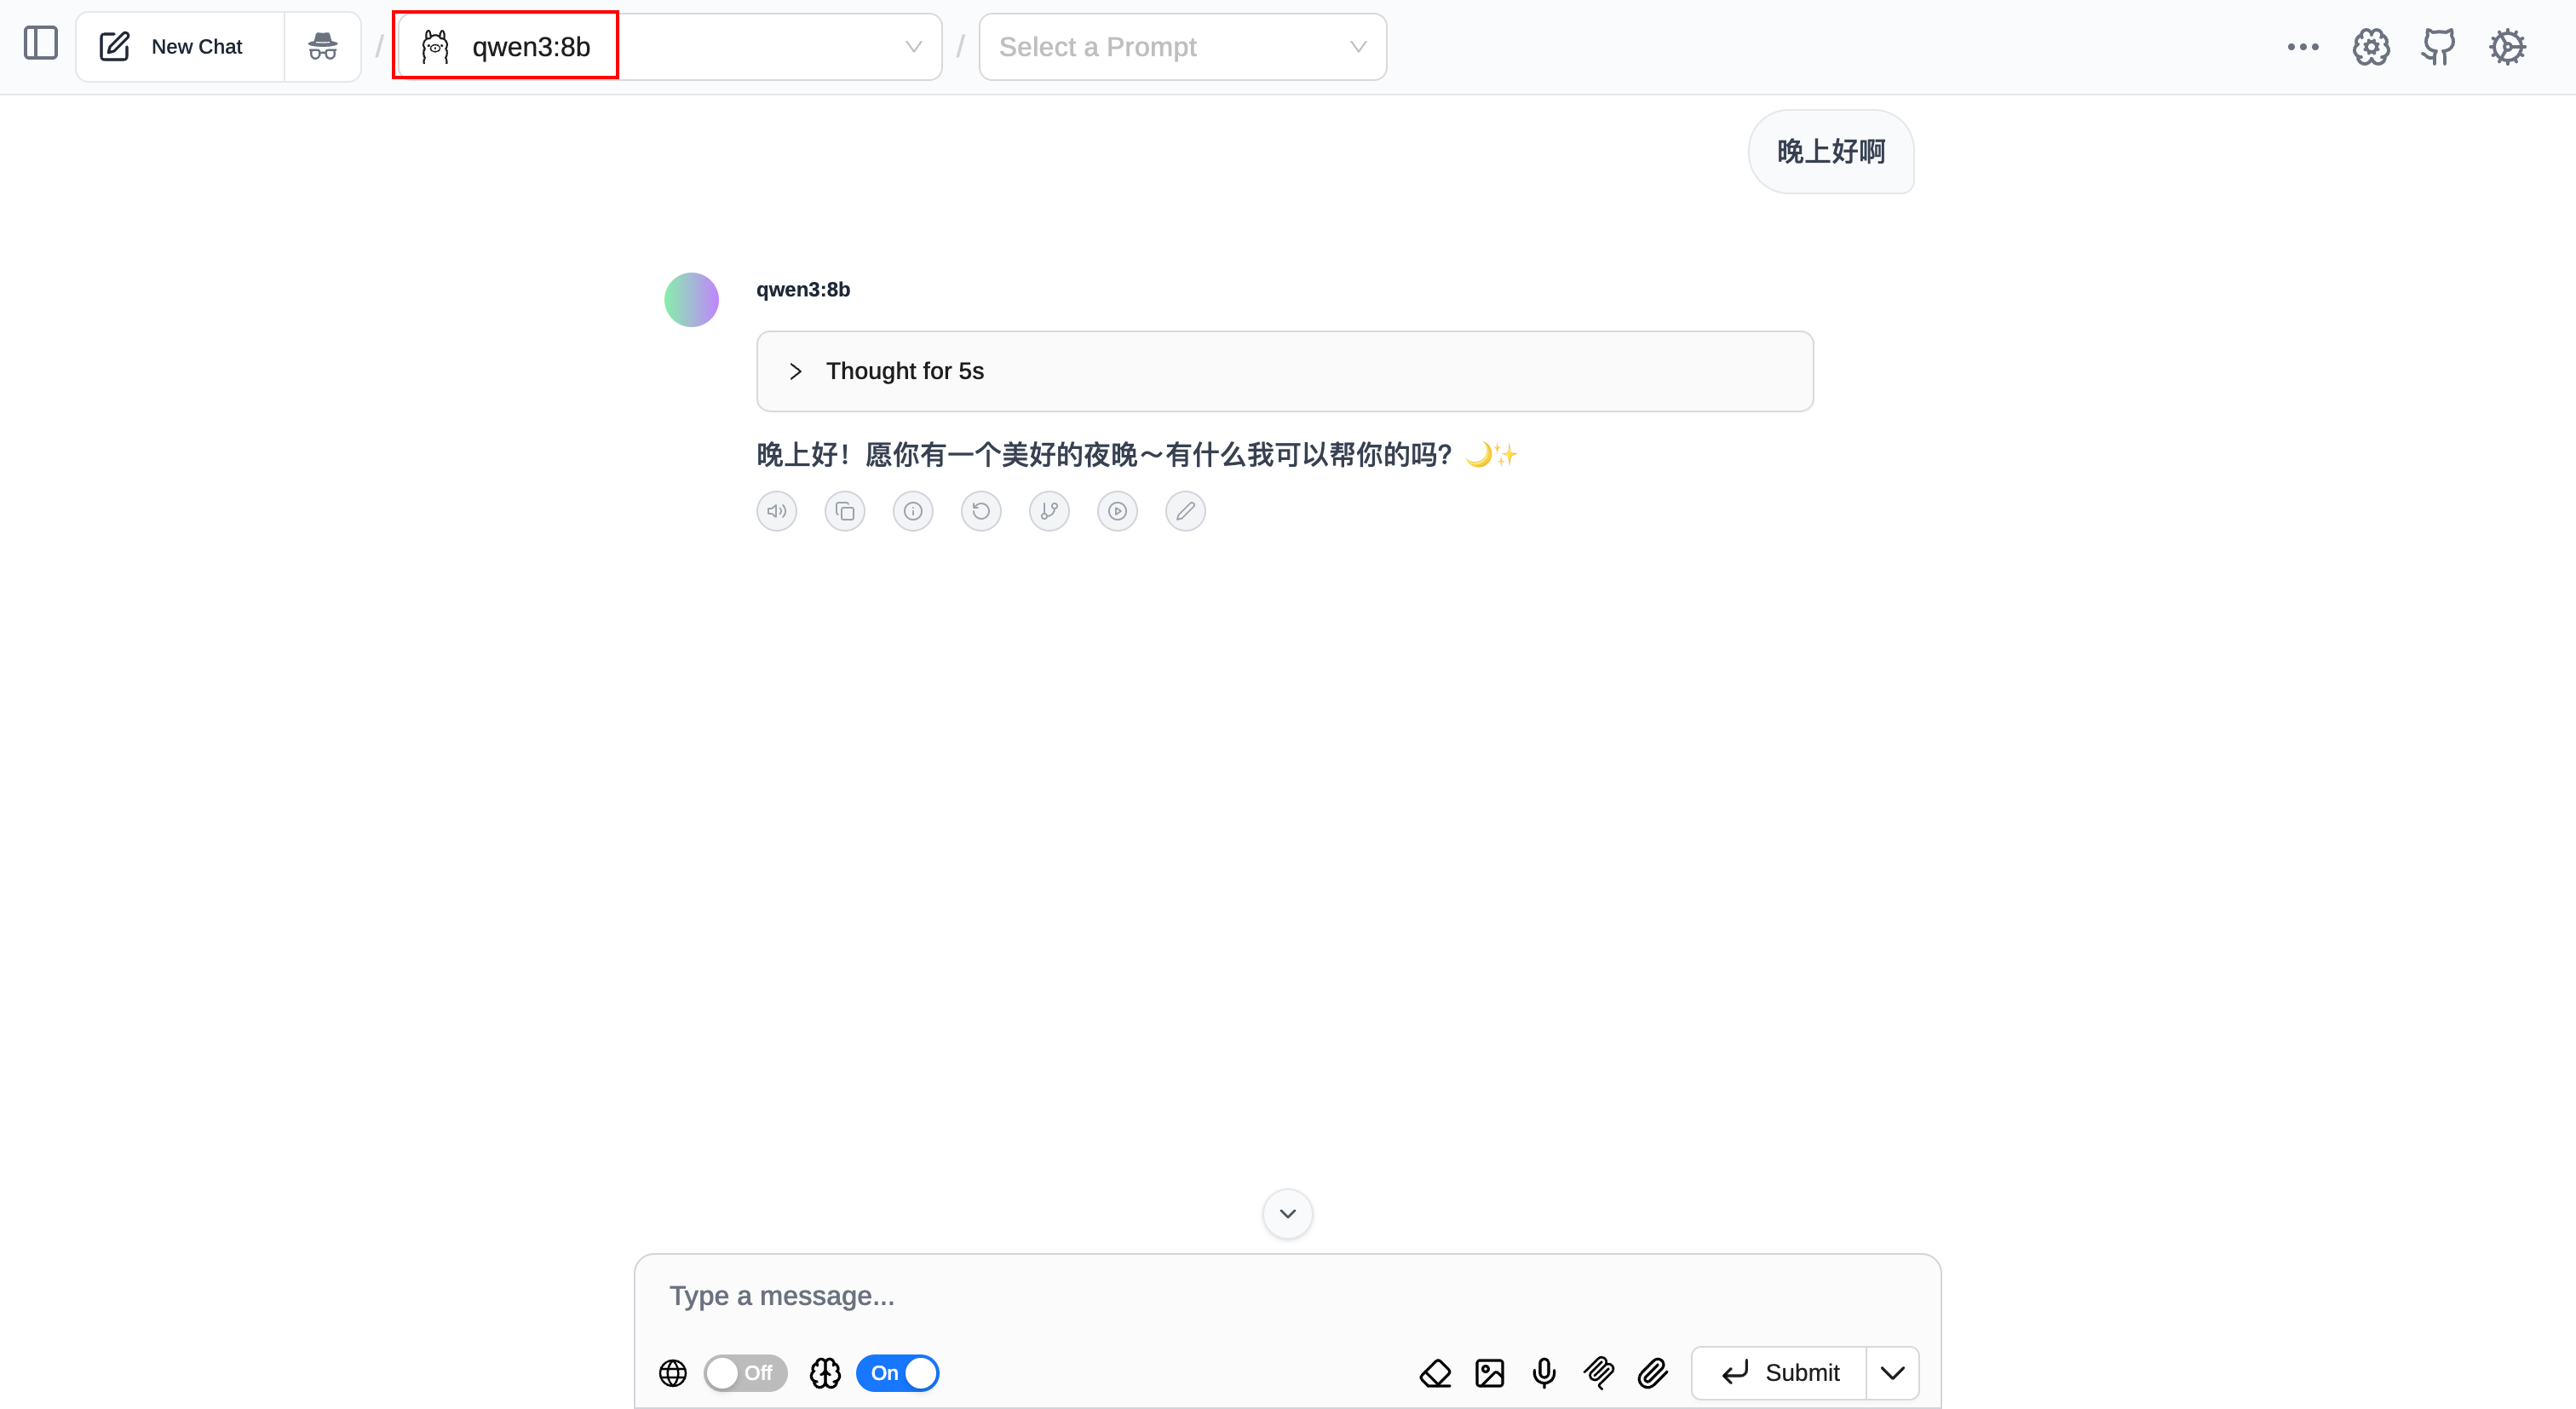 New Chat / qwen3:8b / Select a Prompt
晚上好啊
qwen3:8b
Thought for 5s
晚上好！愿你有一个美好的夜晚～有什么我可以帮你的吗？🌙✨
Type a message...
Off On Submit